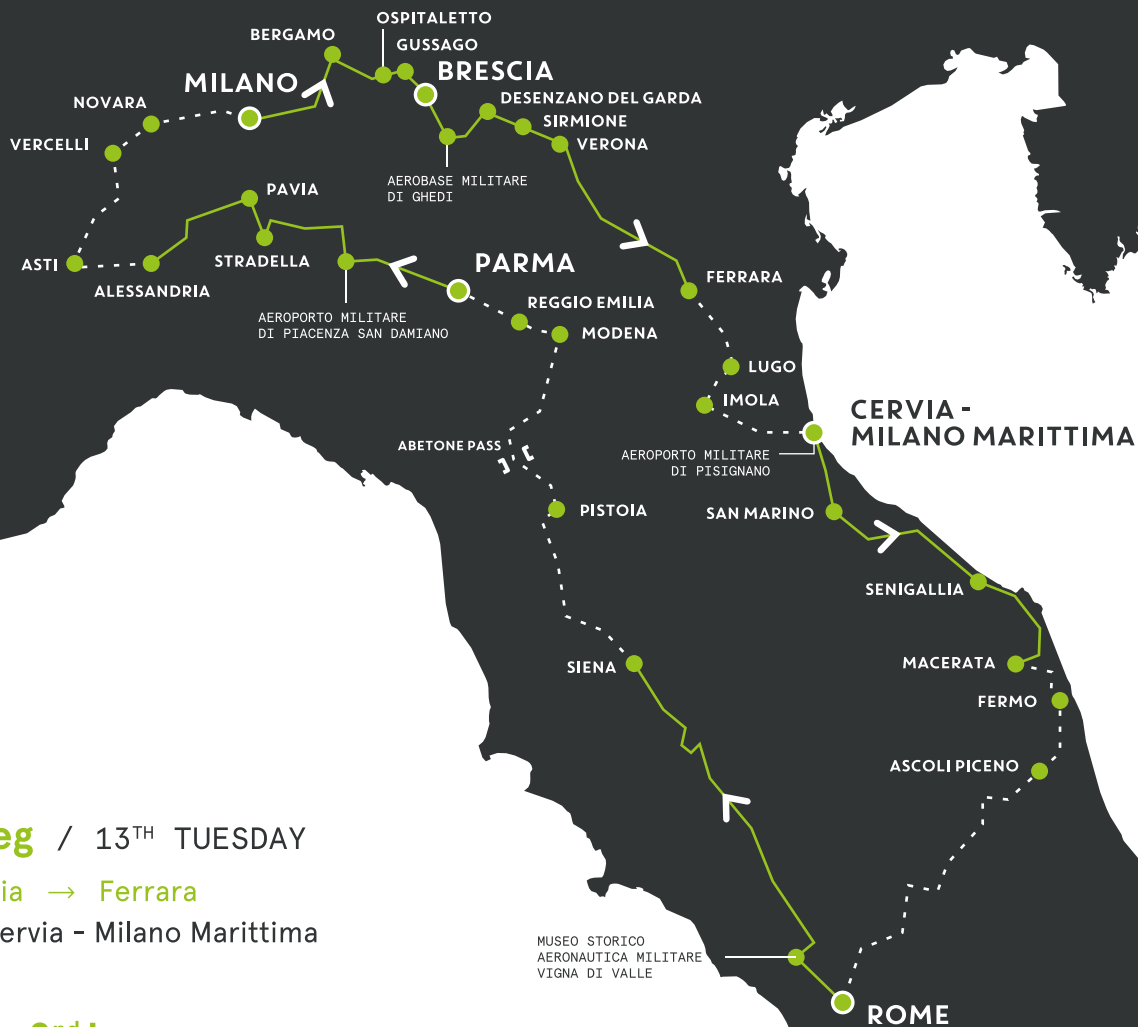 OSPITALETTO
BERGAMO
GUSSAGO
BRESCIA
MILANO
NOVARA
DESENZANO DEL GARDA
SIRMIONE
VERCELLI
VERONA
AEROBASE MILITARE
DI GHEDI
PAVIA
ASTI
STRADELLA
PARMA
ALESSANDRIA
FERRARA
REGGIO EMILIA
AEROPORTO MILITARE
DI PIACENZA SAN DAMIANO
MODENA
LUGO
IMOLA
CERVIA -
MILANO MARITTIMA
ABETONE PASS
AEROPORTO MILITARE
DI PISIGNANO
PISTOIA
SAN MARINO
SENIGALLIA
SIENA
MACERATA
FERMO
ASCOLI PICENO
eg / 13TH TUESDAY
ia → Ferrara
ervia - Milano Marittima
MUSEO STORICO
AERONAUTICA MILITARE
VIGNA DI VALLE
ROME